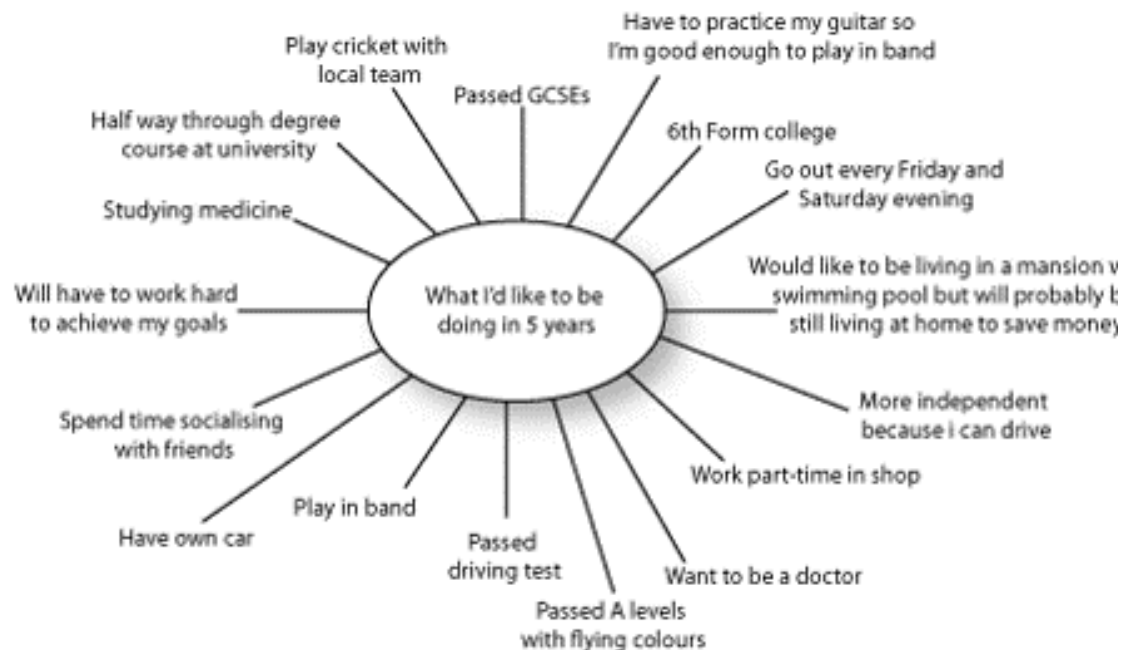 Have to practice my guitar so
I'm good enough to play in band
Play cricket with
local team
Passed GCSEs
Half way through degree
course at university
6th Form college
Go out every Friday and
Saturday evening
Studying medicine
Will have to work hard
to achieve my goals
What I'd like to be
doing in 5 years
Would like to be living in a mansion
swimming pool but will probably
still living at home to save money
Spend time socialising
with friends
More independent
because i can drive
Work part-time in shop
Play in band
Have own car
Passed
driving test
Want to be a doctor
Passed A levels
with flying colours